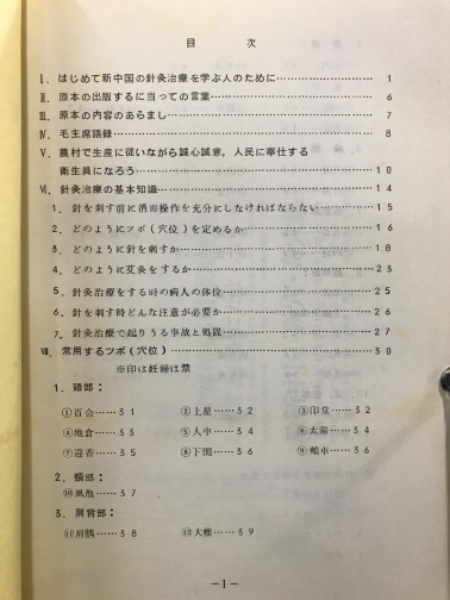 目 次
Ⅰ. はじめて新中国の針灸治療を学ぶ人のために…………………………… 1
Ⅱ. 原本の出版するに当っての言葉…………………………………………… 6
Ⅲ. 原本の内容のあらまし……………………………………………………… 7
Ⅳ. 毛主席語録…………………………………………………………………… 8
Ⅴ. 農村で生産に従いながら誠心誠意,人民に奉仕する
衛生員になろう……………………………………………………………10
Ⅵ. 針灸治療の基本知識…………………………………………………………14
1. 針を刺す前に消毒操作を充分にしなければならない…………………15
2. どのようにツボ(穴位)を定めるか……………………………………16
3. どのように針を刺すか……………………………………………………18
4. どのように艾灸をするか…………………………………………………23
5. 針灸治療をする時の病人の体位…………………………………………25
6. 針を刺す時どんな注意が必要か…………………………………………26
7. 針灸治療で起りうる事故と処置…………………………………………27
Ⅶ. 常用するツボ(穴位)………………………………………………………30
※印は妊婦は禁
1. 頭部:
①百会……31 ②上星……32 ③印堂……32
④地倉……33 ⑤人中……34 ⑥太陽……34
⑦迎香……35 ⑧下関……36 ⑨頬車……36
2. 頸部:
⑩風池……37
3. 肩背部:
⑪肩髃……38 ⑫大椎……39
−1−